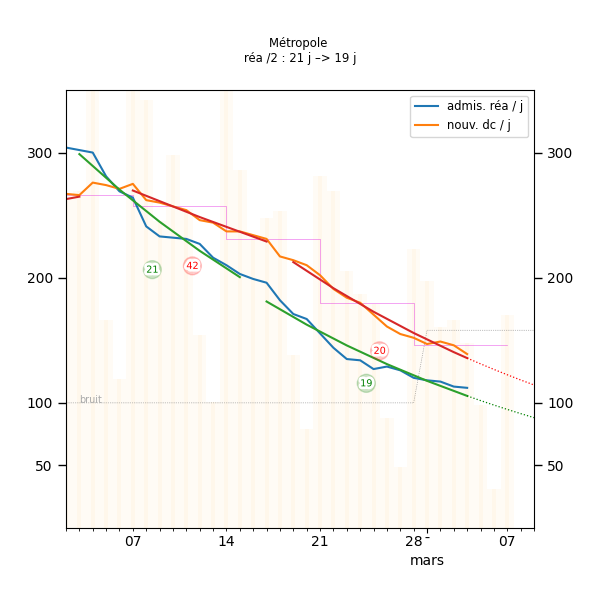 Métropole
réa /2 : 21 j –> 19 j
admis. réa / j
nouv. dc / j
300
300
200
200
21
42
20
19
bruit
100
100
50
50
07
14
21
28
07
mars